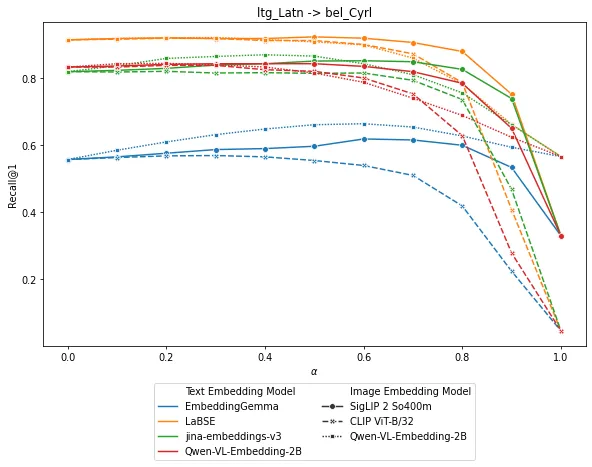 ltg_Latn -> bel_Cyrl
Recall@1
0.8
0.6
0.4
0.2
0.0 0.2 0.4 0.6 0.8 1.0
α
Text Embedding Model
EmbeddingGemma
LaBSE
jina-embeddings-v3
Qwen-VL-Embedding-2B
Image Embedding Model
SigLIP 2 So400m
CLIP ViT-B/32
Qwen-VL-Embedding-2B